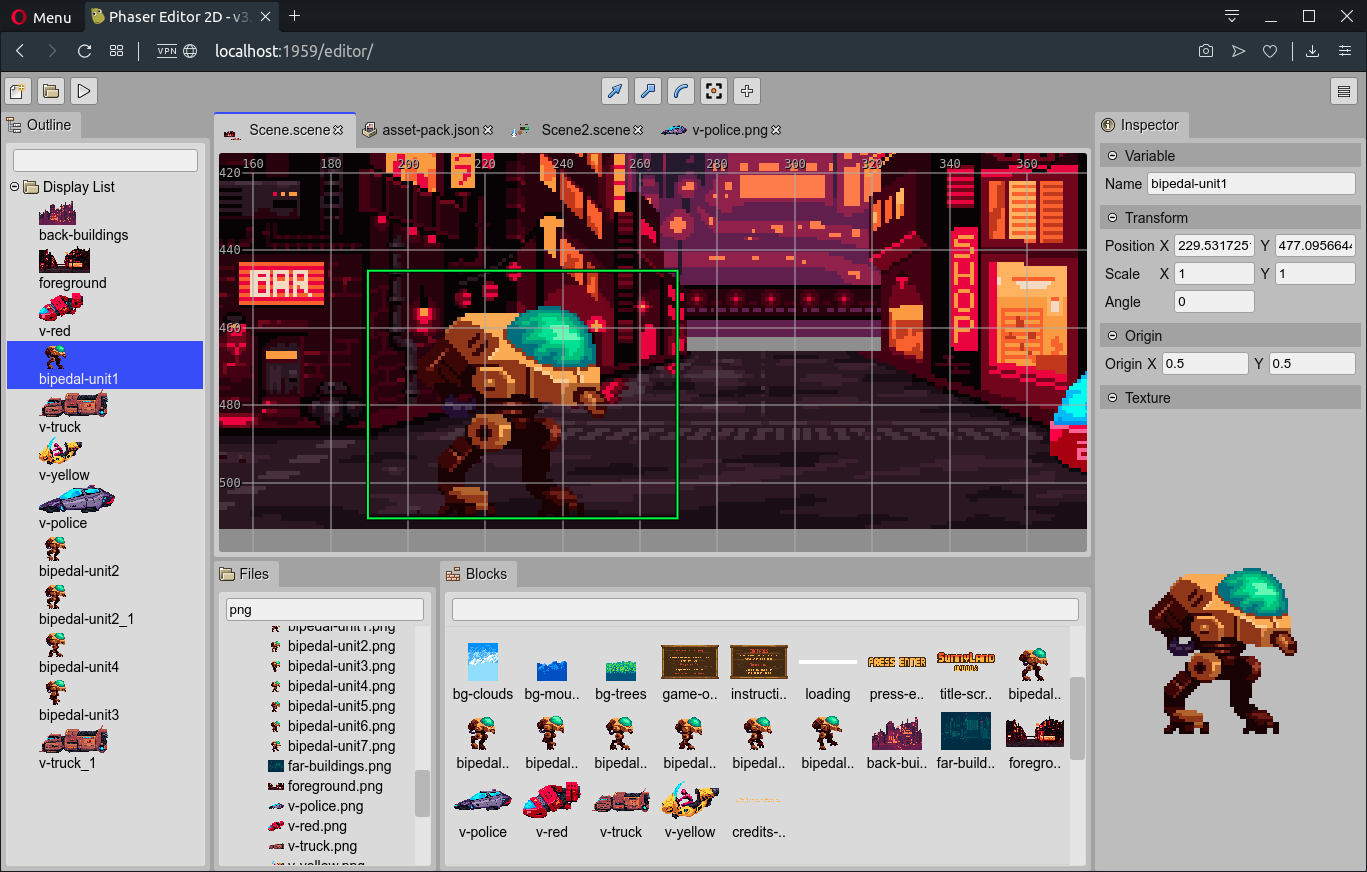 Menu Phaser Editor 2D - v3.
VPN localhost:1959/editor/
Outline
Display List
back-buildings
foreground
v-red
bipedal-unit1
v-truck
v-yellow
v-police
bipedal-unit2
bipedal-unit2_1
bipedal-unit4
bipedal-unit3
v-truck_1
Scene.scene asset-pack.json Scene2.scene v-police.png
160 180 200 220 240 260 280 300 320 340 360
420
440
460
480
500
BAR
SHOP
Files
png
bipedal-unit1.png
bipedal-unit2.png
bipedal-unit3.png
bipedal-unit4.png
bipedal-unit5.png
bipedal-unit6.png
bipedal-unit7.png
far-buildings.png
foreground.png
v-police.png
v-red.png
v-truck.png
v-yellow.png
Blocks
PRESS ENTER SUNNYLAND
bg-clouds bg-mou.. bg-trees game-o.. instructi.. loading press-e.. title-scr.. bipedal..
bipedal.. bipedal.. bipedal.. bipedal.. bipedal.. bipedal.. back-bui.. far-build.. foregro..
v-police v-red v-truck v-yellow credits-..
Inspector
Variable
Name bipedal-unit1
Transform
Position X 229.531725 Y 477.0956644
Scale X 1 Y 1
Angle 0
Origin
Origin X 0.5 Y 0.5
Texture